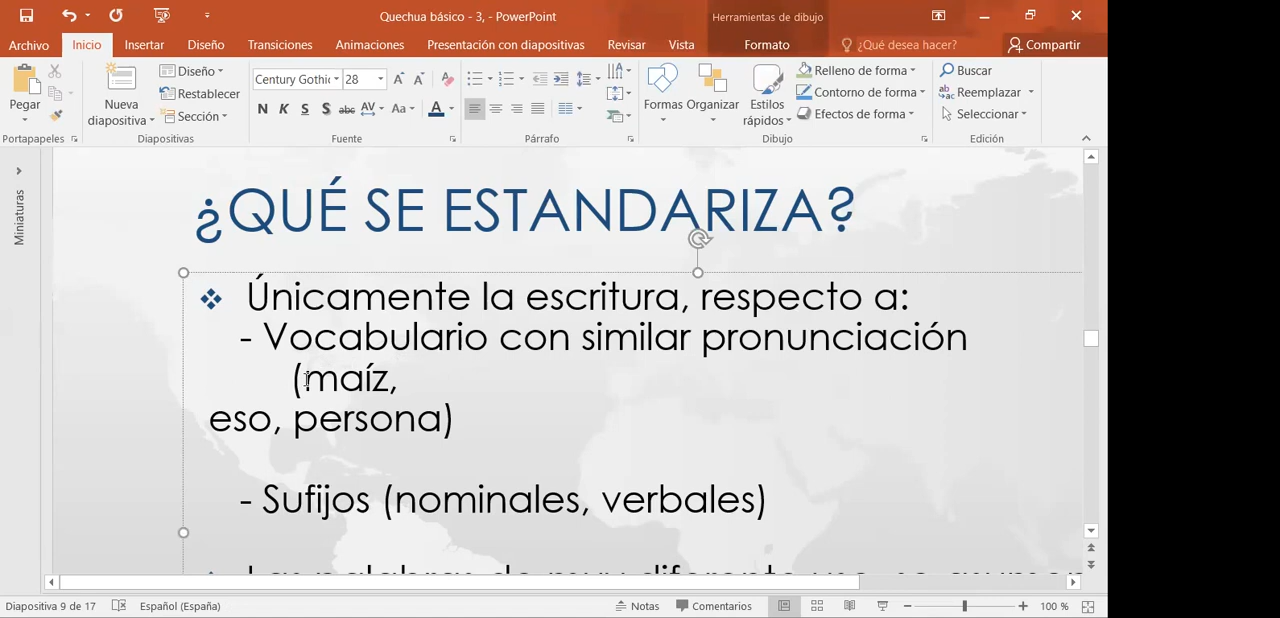 Quechua básico - 3, - PowerPoint
Herramientas de dibujo
Archivo Inicio Insertar Diseño Transiciones Animaciones Presentación con diapositivas Revisar Vista Formato ¿Qué desea hacer? Compartir
Pegar
Portapapeles
Nueva diapositiva
Diseño
Restablecer
Sección
Diapositivas
Century Gothic 28
N K S S abc AV Aa A
Fuente
Párrafo
Formas Organizar Estilos rápidos
Relleno de forma
Contorno de forma
Efectos de forma
Dibujo
Buscar
Reemplazar
Seleccionar
Edición
Miniaturas
¿QUÉ SE ESTANDARIZA?
Únicamente la escritura, respecto a:
- Vocabulario con similar pronunciación
(maíz,
eso, persona)
- Sufijos (nominales, verbales)
Diapositiva 9 de 17 Español (España) Notas Comentarios 100 %